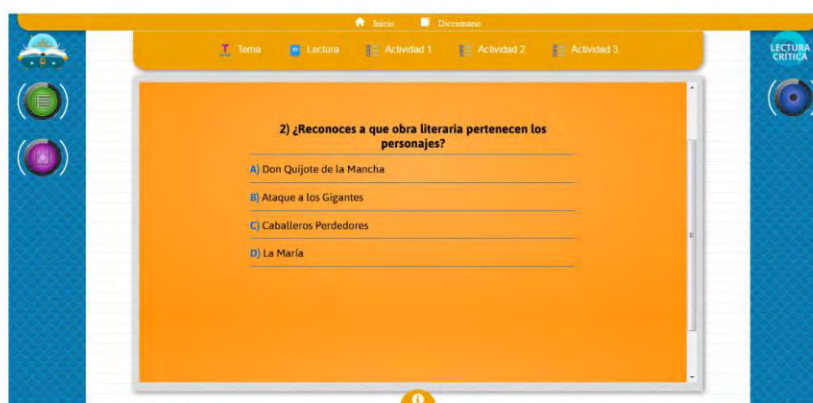 Inicio Diccionario
Tema Lectura Actividad 1 Actividad 2 Actividad 3
LECTURA
CRÍTICA
2) ¿Reconoces a que obra literaria pertenecen los
personajes?
A) Don Quijote de la Mancha
B) Ataque a los Gigantes
C) Caballeros Perdedores
D) La María